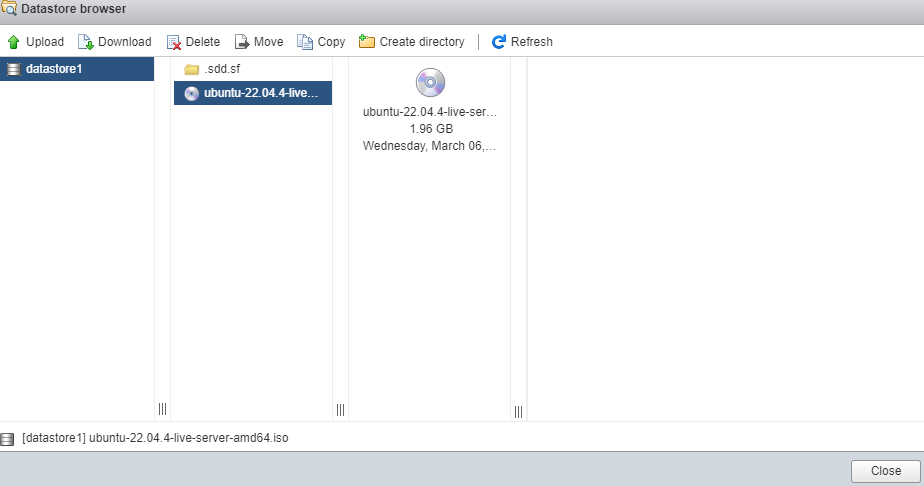 Datastore browser
Upload Download Delete Move Copy Create directory Refresh
datastore1
.sdd.sf
ubuntu-22.04.4-live...
ubuntu-22.04.4-live-ser...
1.96 GB
Wednesday, March 06,...
[datastore1] ubuntu-22.04.4-live-server-amd64.iso
Close